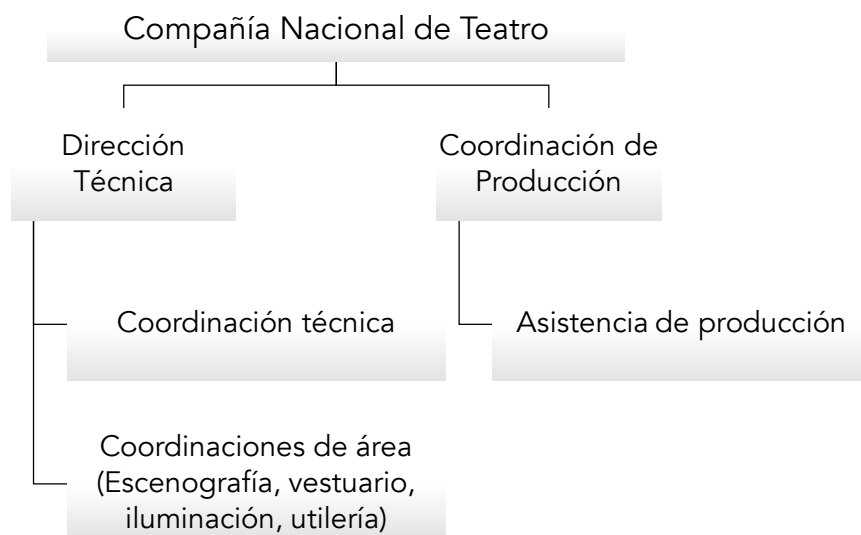 Compañía Nacional de Teatro
Dirección
Técnica
Coordinación de
Producción
Coordinación técnica
Asistencia de producción
Coordinaciones de área
(Escenografía, vestuario,
iluminación, utilería)